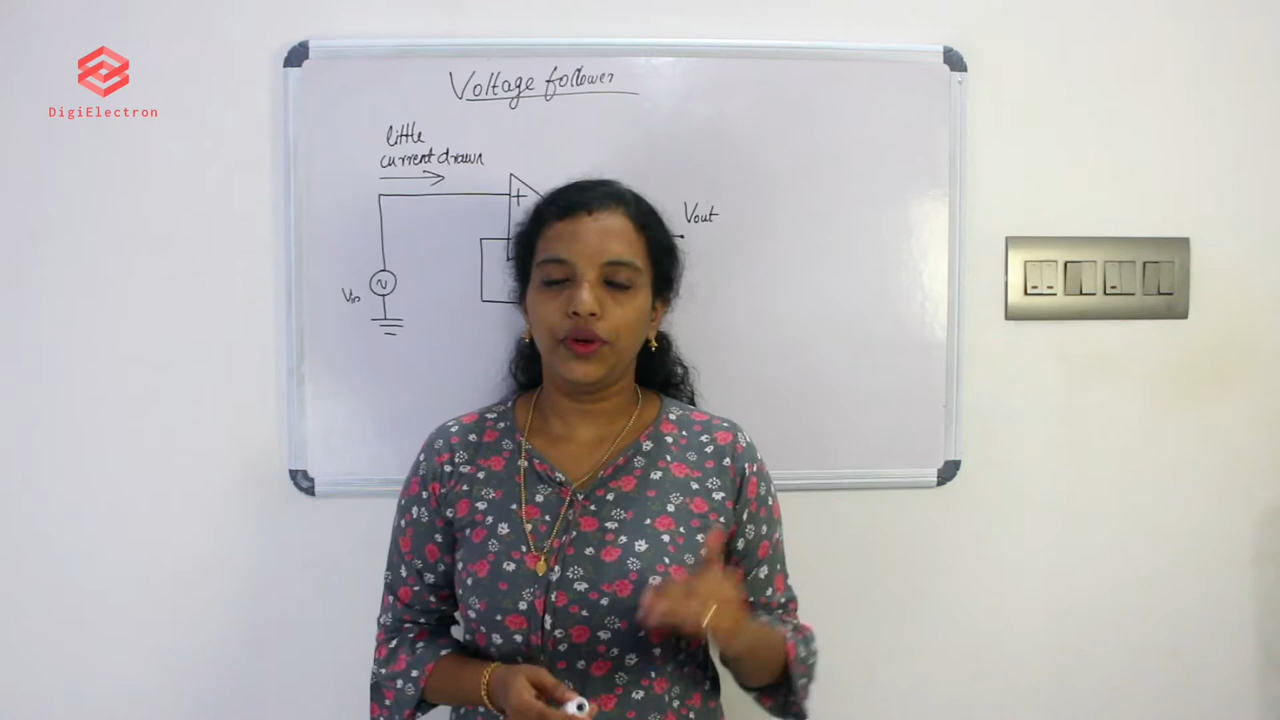 DigiElectron
Voltage follower
little
current drawn
+
Vout
Vin